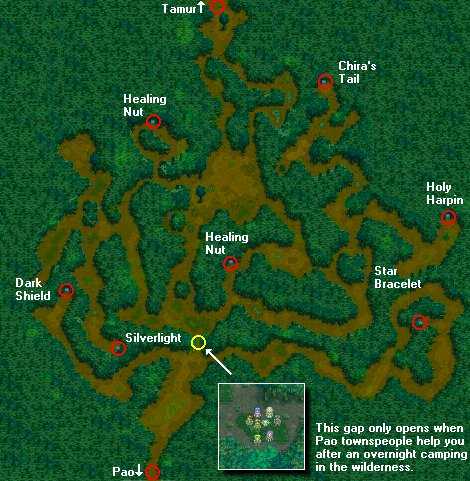 Tamur↑
Chira's
Tail
Healing
Nut
Holy
Harpin
Healing
Nut
Star
Bracelet
Dark
Shield
Silverlight
This gap only opens when
Pao townspeople help you
after an overnight camping
in the wilderness.
Pao↓